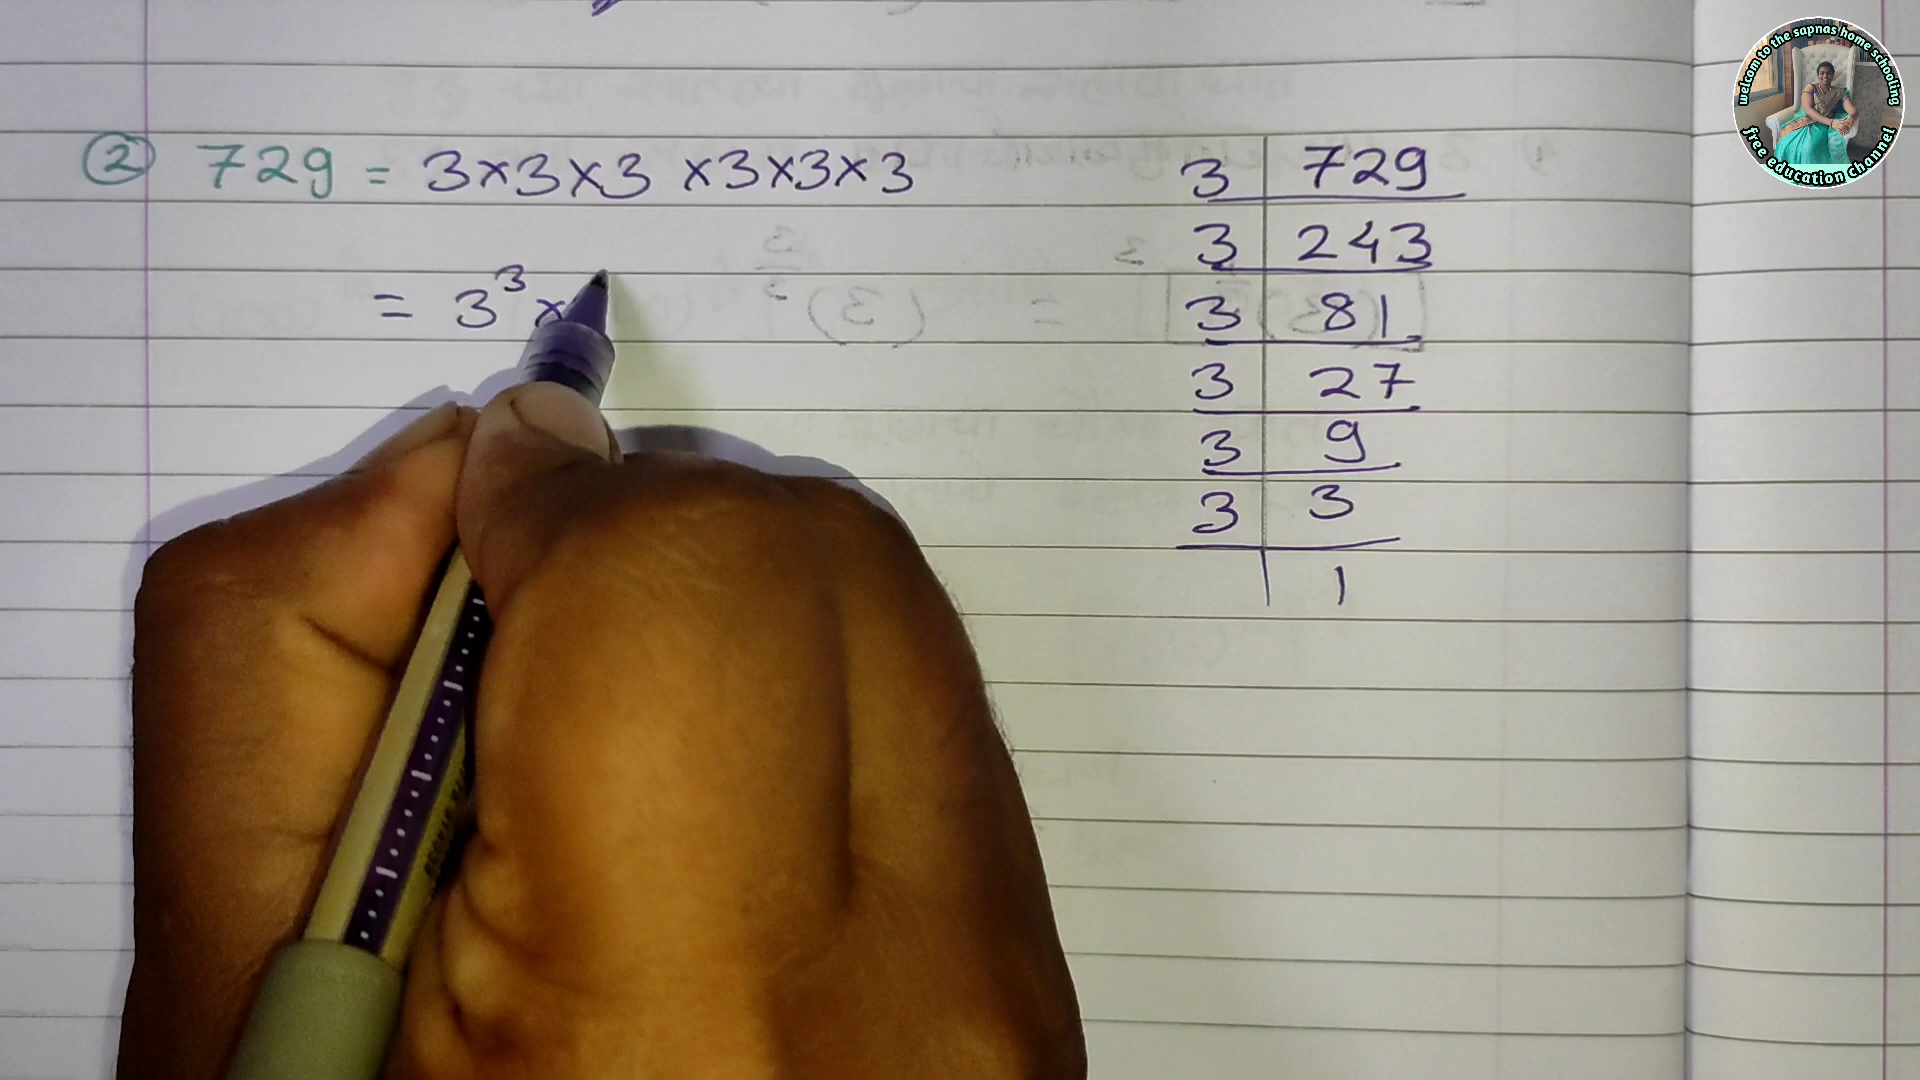 ② 729 = 3×3×3 ×3×3×3
= 3³ ×
3 | 729
3 | 243
3 | 81
3 | 27
3 | 9
3 | 3
| 1
welcom to the sapnas home schooling
free education channel